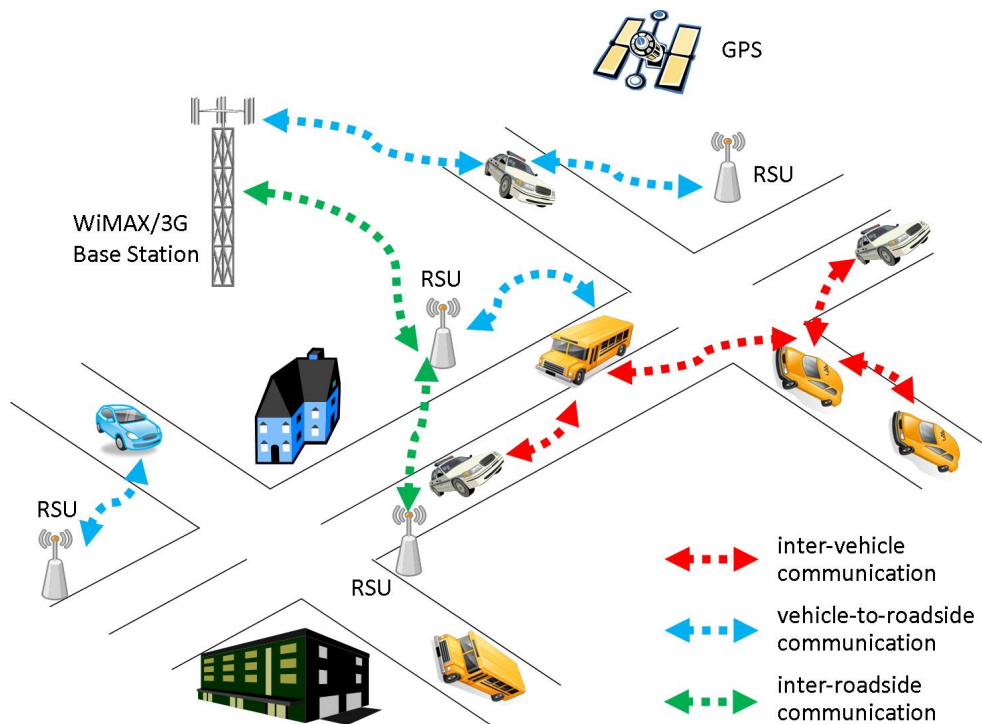 GPS
RSU
WiMAX/3G
Base Station
RSU
RSU
RSU
inter-vehicle
communication
vehicle-to-roadside
communication
inter-roadside
communication